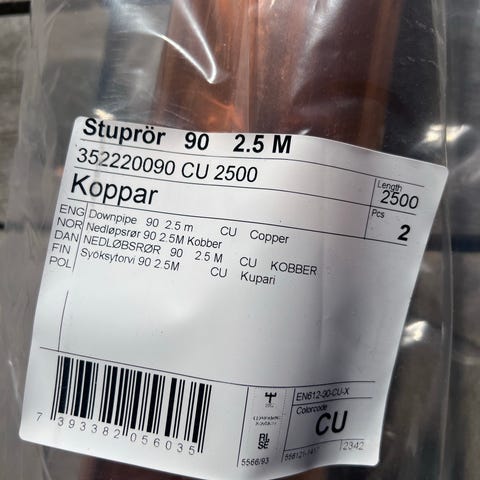 Stuprör 90 2.5 M
352220090 CU 2500
Koppar
Length
2500
Pcs
2
ENG Downpipe 90 2.5 m CU Copper
NOR Nedløpsrør 90 2.5M Kobber
DAN NEDLØBSRØR 90 2.5 M CU KOBBER
FIN Syöksytorvi 90 2.5M CU Kupari
POL
7 393382 056035
EN612-90-CU-X
Colorcode
CU
5566/93
556121-1417
2342